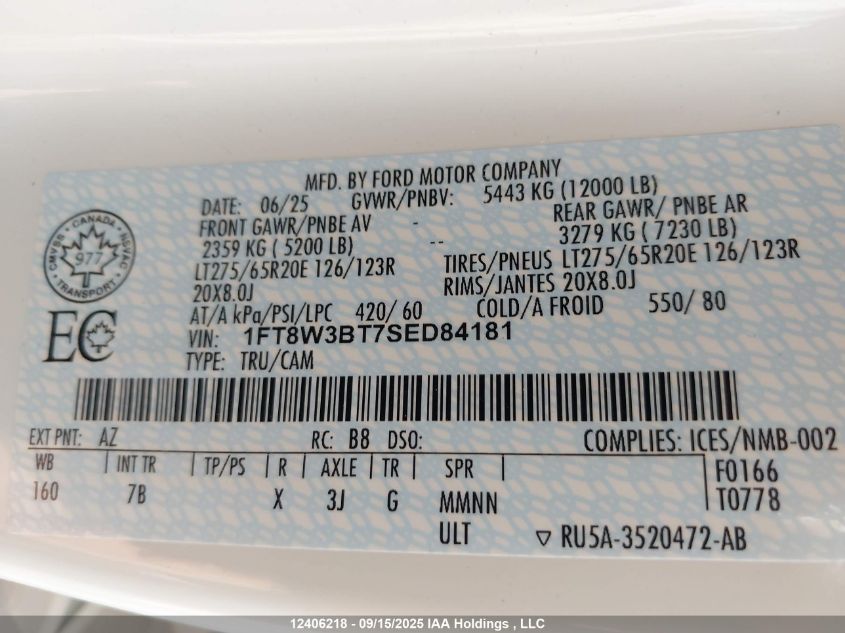 MFD. BY FORD MOTOR COMPANY
DATE: 06/25 GVWR/PNBV: 5443 KG (12000 LB)
FRONT GAWR/PNBE AV - REAR GAWR/ PNBE AR
2359 KG ( 5200 LB) -- 3279 KG ( 7230 LB)
LT275/65R20E 126/123R TIRES/PNEUS LT275/65R20E 126/123R
20X8.0J RIMS/JANTES 20X8.0J
AT/A kPa/PSI/LPC 420/ 60 COLD/A FROID 550/ 80
VIN: 1FT8W3BT7SED84181
TYPE: TRU/CAM
CANADA
CMVSS
NSVAC
977
TRANSPORT
EC
EXT PNT: AZ RC: B8 DSO: COMPLIES: ICES/NMB-002
WB INT TR TP/PS R AXLE TR SPR F0166
160 7B X 3J G MMNN T0778
ULT ▽ RU5A-3520472-AB
12406218 - 09/15/2025 IAA Holdings , LLC